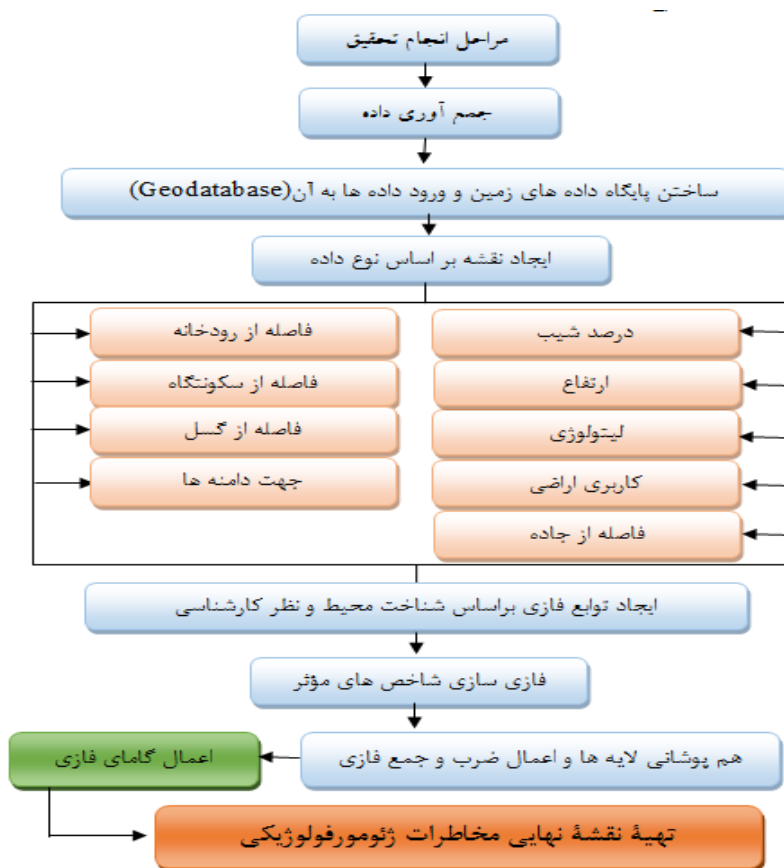 مراحل انجام تحقیق
جمع آوری داده
ساختن پایگاه داده های زمین و ورود داده ها به آن(Geodatabase)
ایجاد نقشه بر اساس نوع داده
درصد شیب
ارتفاع
لیتولوژی
کاربری اراضی
فاصله از جاده
فاصله از رودخانه
فاصله از سکونتگاه
فاصله از گسل
جهت دامنه ها
ایجاد توابع فازی براساس شناخت محیط و نظر کارشناسی
فازی سازی شاخص های مؤثر
هم پوشانی لایه ها و اعمال ضرب و جمع فازی
اعمال گامای فازی
تهیۀ نقشۀ نهایی مخاطرات ژئومورفولوژیکی